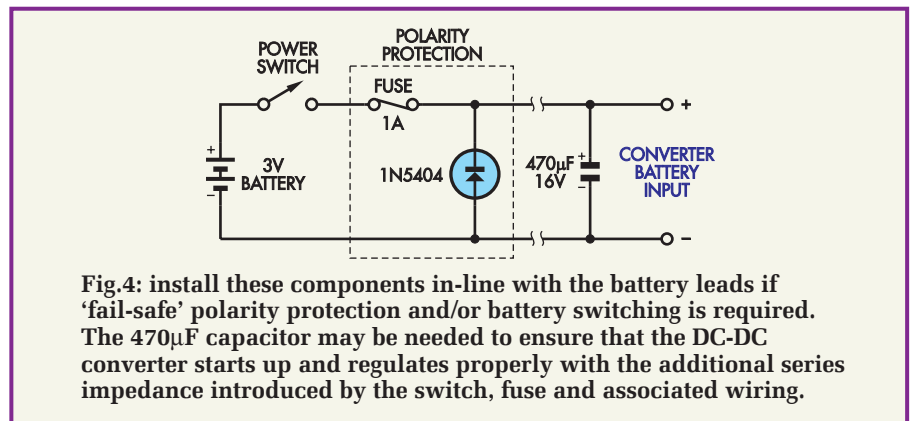 POLARITY
PROTECTION
POWER
SWITCH
FUSE
1A
+
3V
BATTERY
–
1N5404
470µF
16V
+
–
+
CONVERTER
BATTERY
INPUT
–
Fig.4: install these components in-line with the battery leads if
‘fail-safe’ polarity protection and/or battery switching is required.
The 470µF capacitor may be needed to ensure that the DC-DC
converter starts up and regulates properly with the additional series
impedance introduced by the switch, fuse and associated wiring.